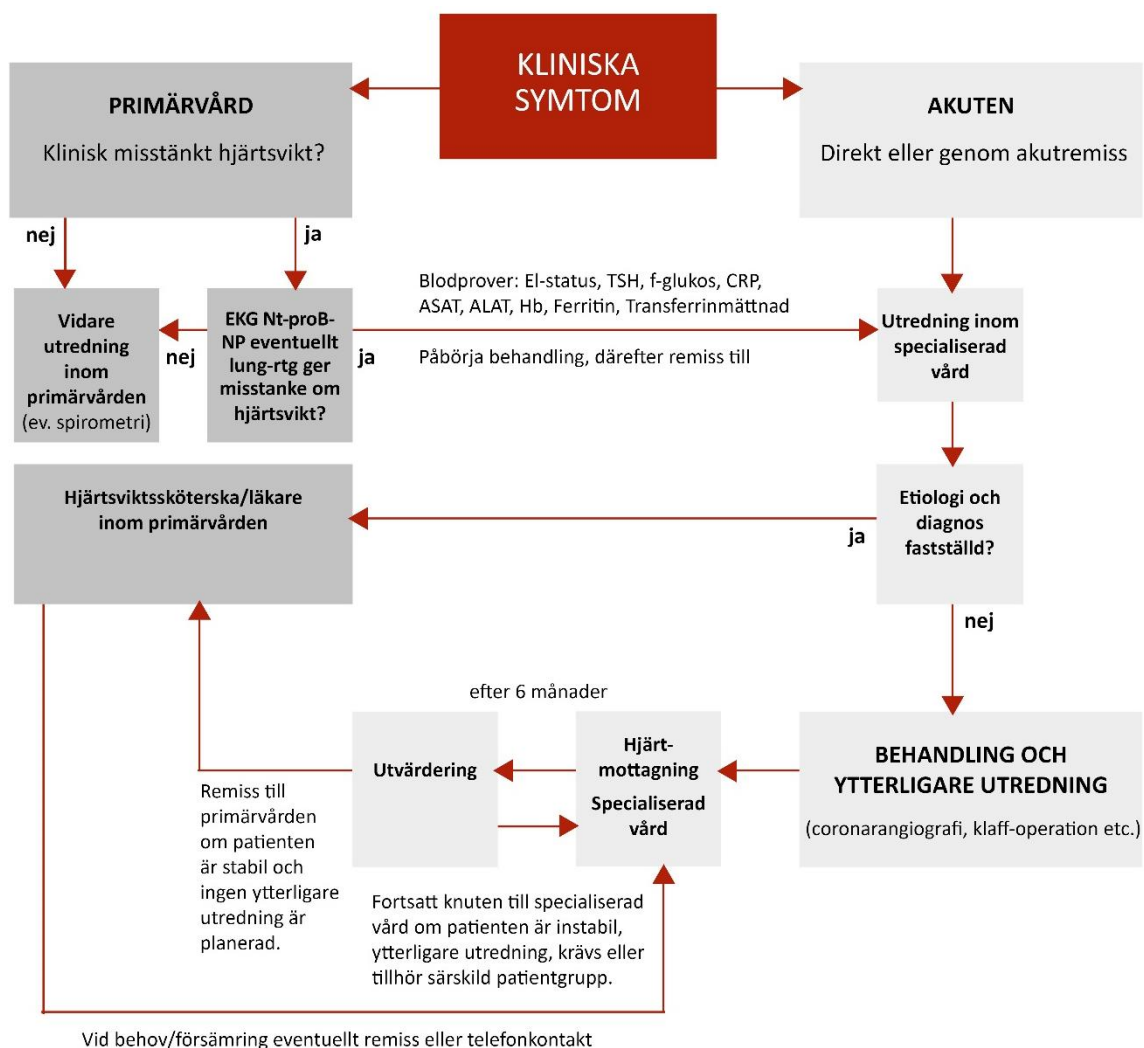 KLINISKA
SYMTOM
PRIMÄRVÅRD
Klinisk misstänkt hjärtsvikt?
AKUTEN
Direkt eller genom akutremiss
nej
ja
Vidare
utredning
inom
primärvården
(ev. spirometri)
nej
EKG Nt-proB-
NP eventuellt
lung-rtg ger
misstanke om
hjärtsvikt?
ja
Blodprover: El-status, TSH, f-glukos, CRP,
ASAT, ALAT, Hb, Ferritin, Transferrinmättnad
Påbörja behandling, därefter remiss till
Utredning inom
specialiserad
vård
Hjärtsviktssköterska/läkare
inom primärvården
ja
Etiologi och
diagnos
fastställd?
nej
efter 6 månader
Utvärdering
Hjärt-
mottagning
Specialiserad
vård
BEHANDLING OCH
YTTERLIGARE UTREDNING
(coronarangiografi, klaff-operation etc.)
Remiss till
primärvården
om patienten
är stabil och
ingen ytterligare
utredning är
planerad.
Fortsatt knuten till specialiserad
vård om patienten är instabil,
ytterligare utredning, krävs eller
tillhör särskild patientgrupp.
Vid behov/försämring eventuellt remiss eller telefonkontakt